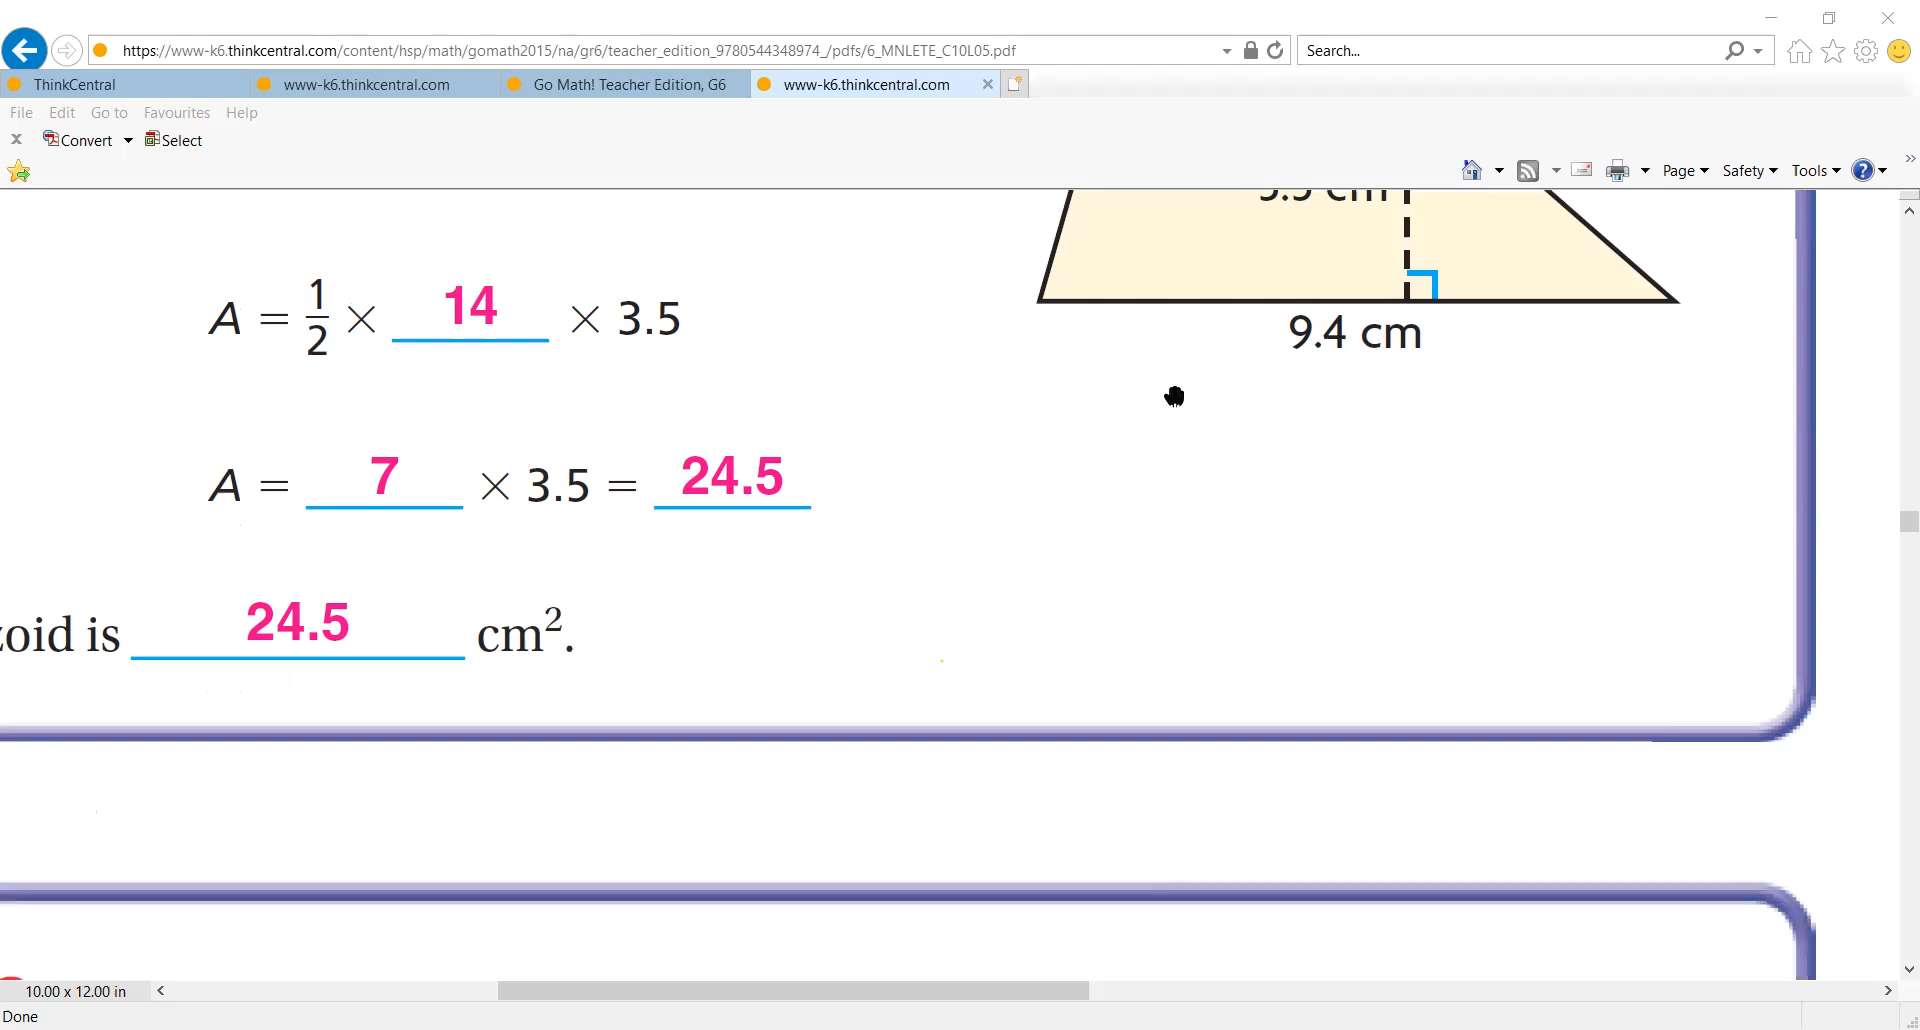 https://www-k6.thinkcentral.com/content/hsp/math/gomath2015/na/gr6/teacher_edition_9780544348974_/pdfs/6_MNLETE_C10L05.pdf
Search...
ThinkCentral
www-k6.thinkcentral.com
Go Math! Teacher Edition, G6
www-k6.thinkcentral.com
File Edit Go to Favourites Help
x Convert Select
Page Safety Tools
A = 1/2 × 14 × 3.5
9.4 cm
A = 7 × 3.5 = 24.5
zoid is 24.5 cm².
10.00 x 12.00 in
Done